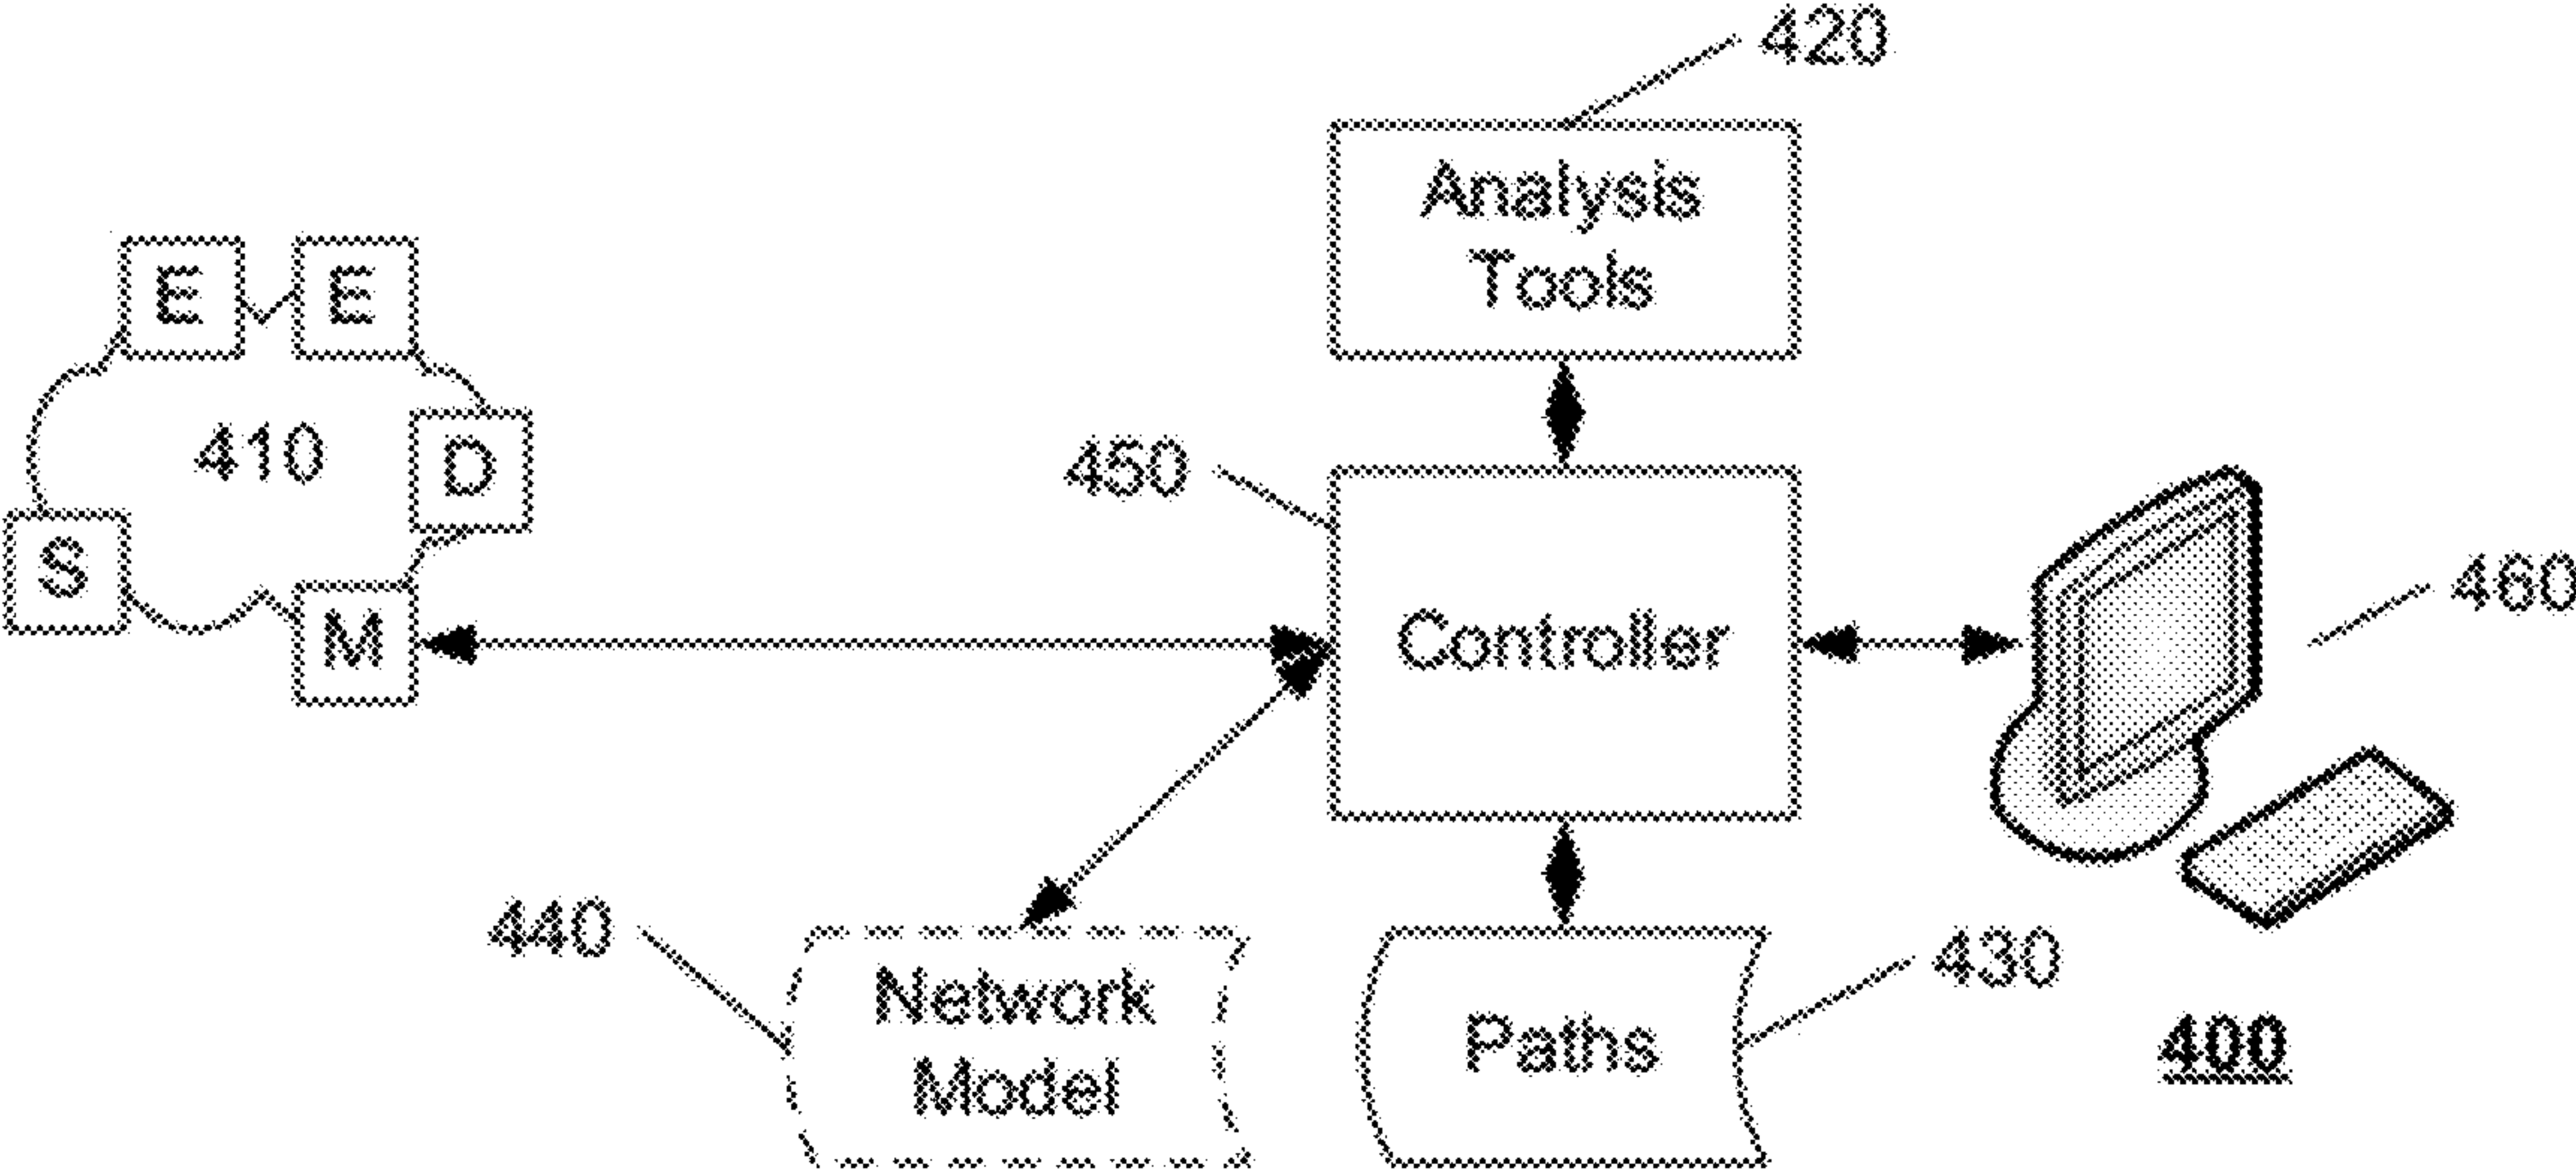 420
Analysis
Tools
E
E
410
D
450
S
M
Controller
460
440
Network
Model
Paths
430
400